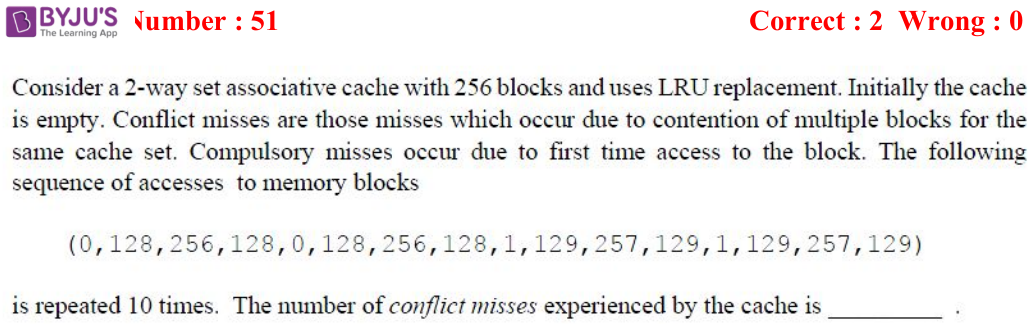 BYJU'S
The Learning App
Number : 51
Correct : 2 Wrong : 0
Consider a 2-way set associative cache with 256 blocks and uses LRU replacement. Initially the cache
is empty. Conflict misses are those misses which occur due to contention of multiple blocks for the
same cache set. Compulsory misses occur due to first time access to the block. The following
sequence of accesses to memory blocks
(0,128,256,128,0,128,256,128,1,129,257,129,1,129,257,129)
is repeated 10 times. The number of conflict misses experienced by the cache is __________ .